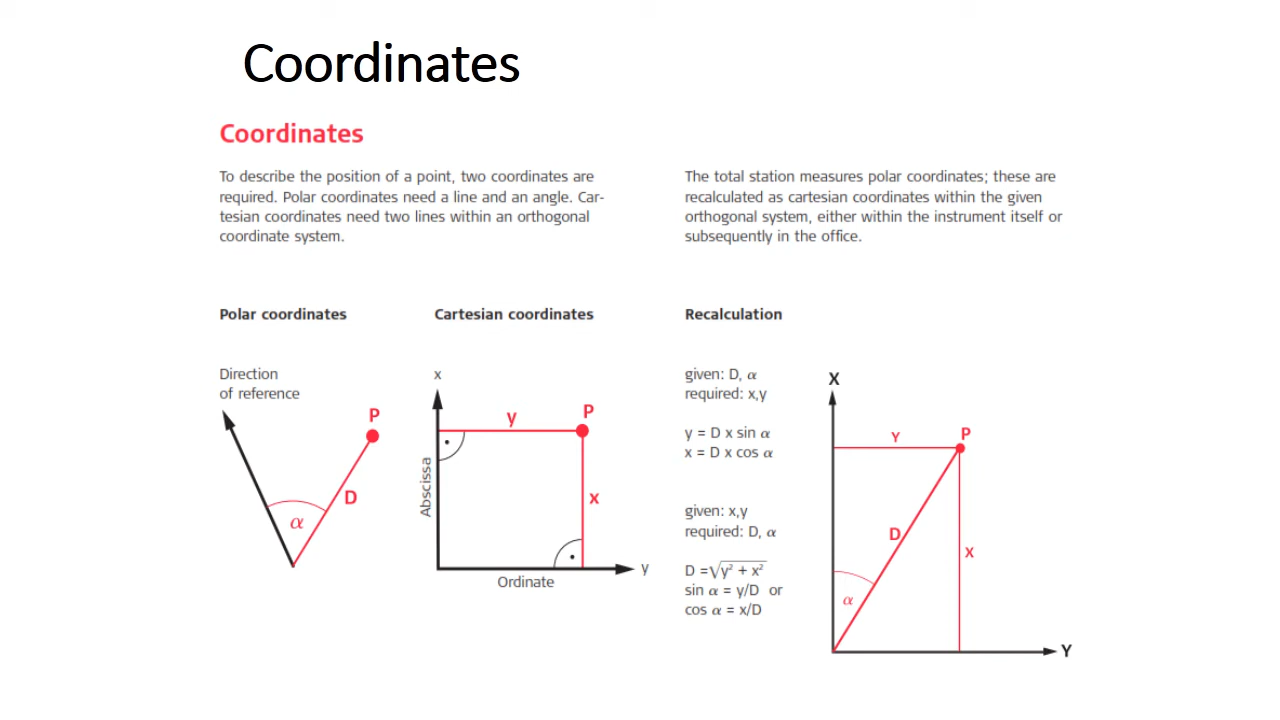 Coordinates
Coordinates
To describe the position of a point, two coordinates are
required. Polar coordinates need a line and an angle. Car-
tesian coordinates need two lines within an orthogonal
coordinate system.
The total station measures polar coordinates; these are
recalculated as cartesian coordinates within the given
orthogonal system, either within the instrument itself or
subsequently in the office.
Polar coordinates
Direction
of reference
P
D
α
Cartesian coordinates
x
y
P
Abscissa
x
y
Ordinate
Recalculation
given: D, α
required: x,y
y = D x sin α
x = D x cos α
given: x,y
required: D, α
D =√y² + x²
sin α = y/D or
cos α = x/D
X
Y
P
D
X
α
Y